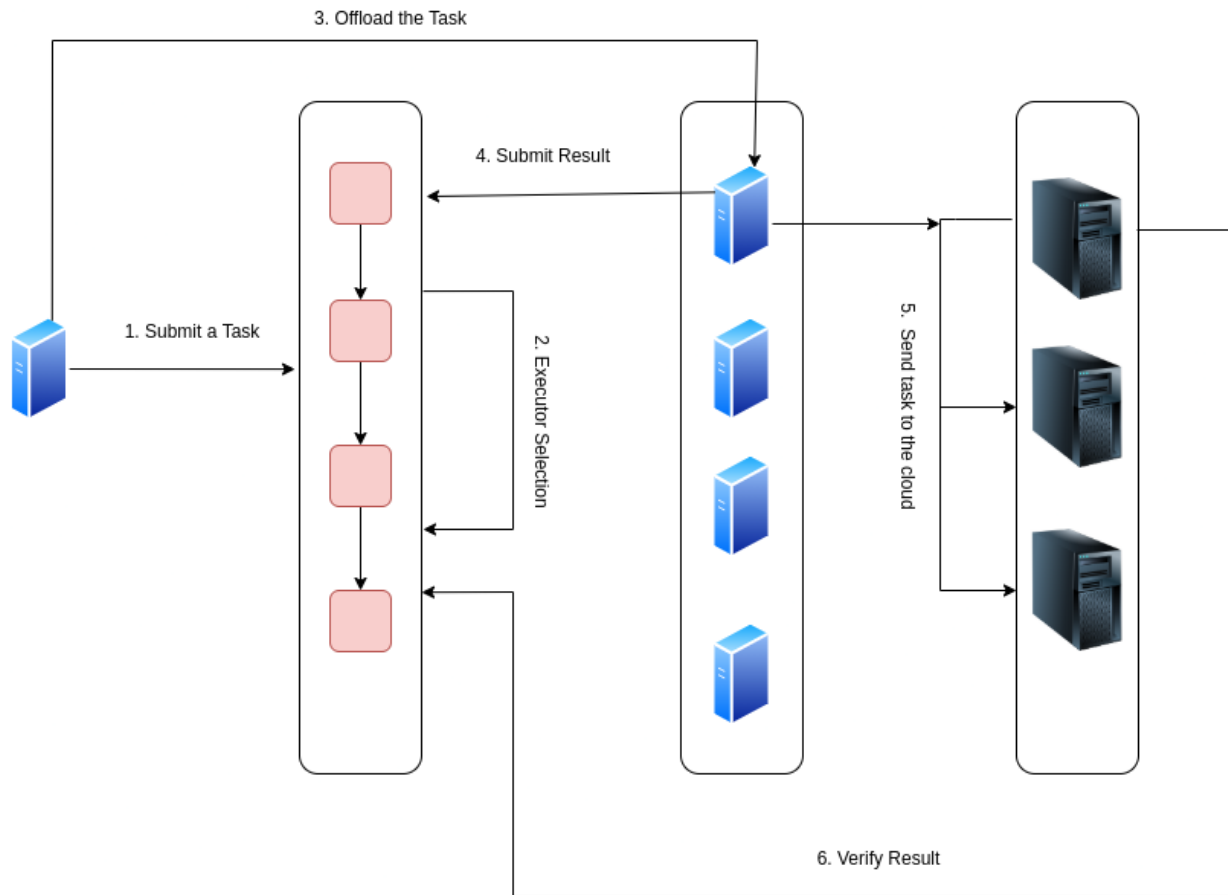 3. Offload the Task
4. Submit Result
1. Submit a Task
2. Executor Selection
5. Send task to the cloud
6. Verify Result